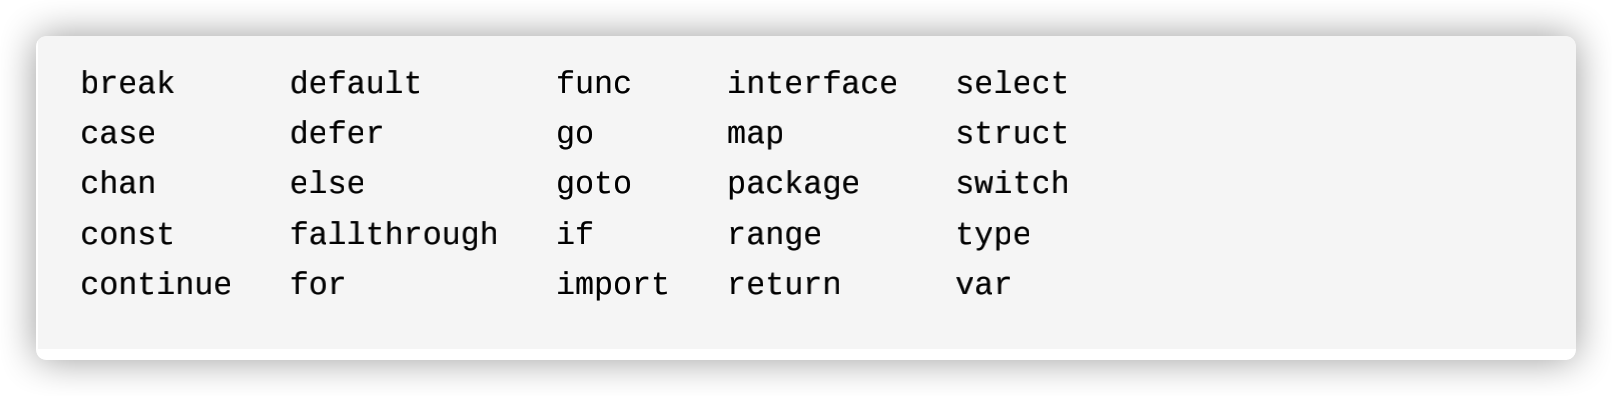 break      default       func     interface   select
case       defer         go       map         struct
chan       else          goto     package     switch
const      fallthrough   if       range       type
continue   for           import   return      var